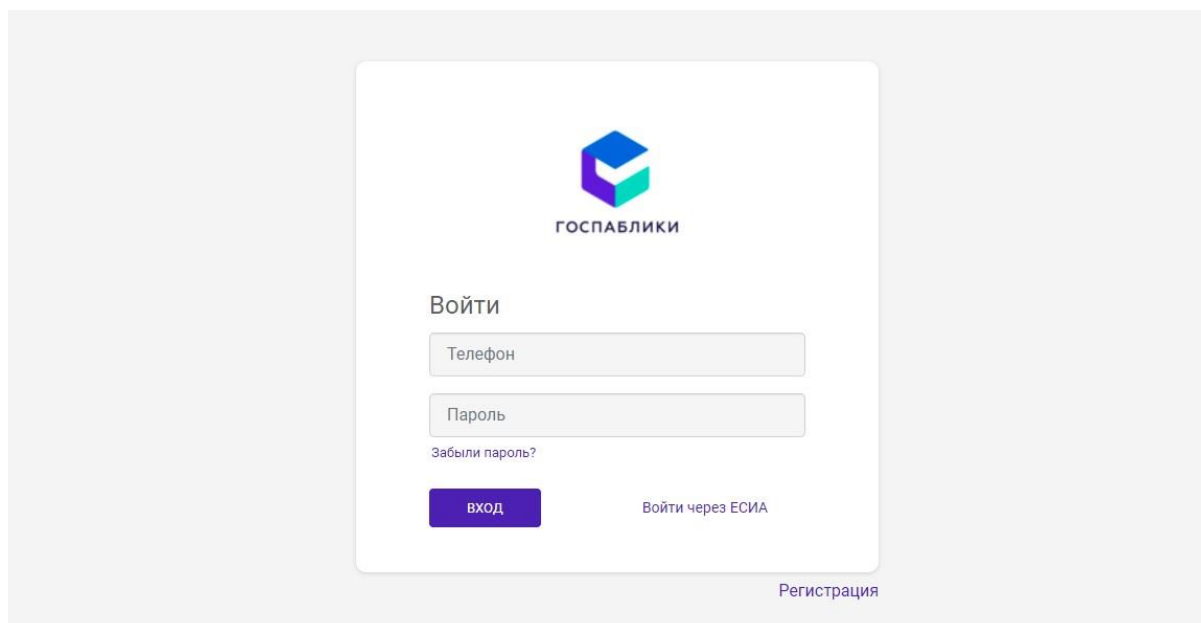 ГОСПАБЛИКИ
Войти
Телефон
Пароль
Забыли пароль?
ВХОД
Войти через ЕСИА
Регистрация